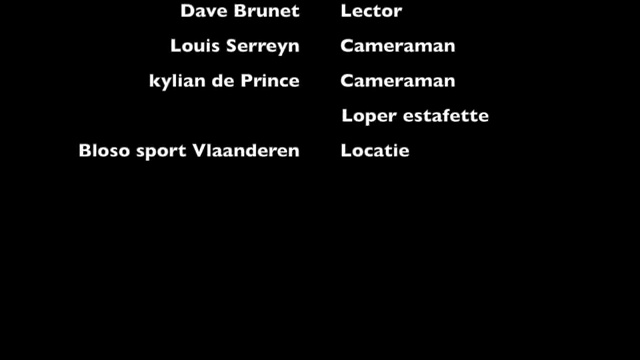 Dave Brunet Lector
Louis Serreyn Cameraman
kylian de Prince Cameraman
Loper estafette
Bloso sport Vlaanderen Locatie